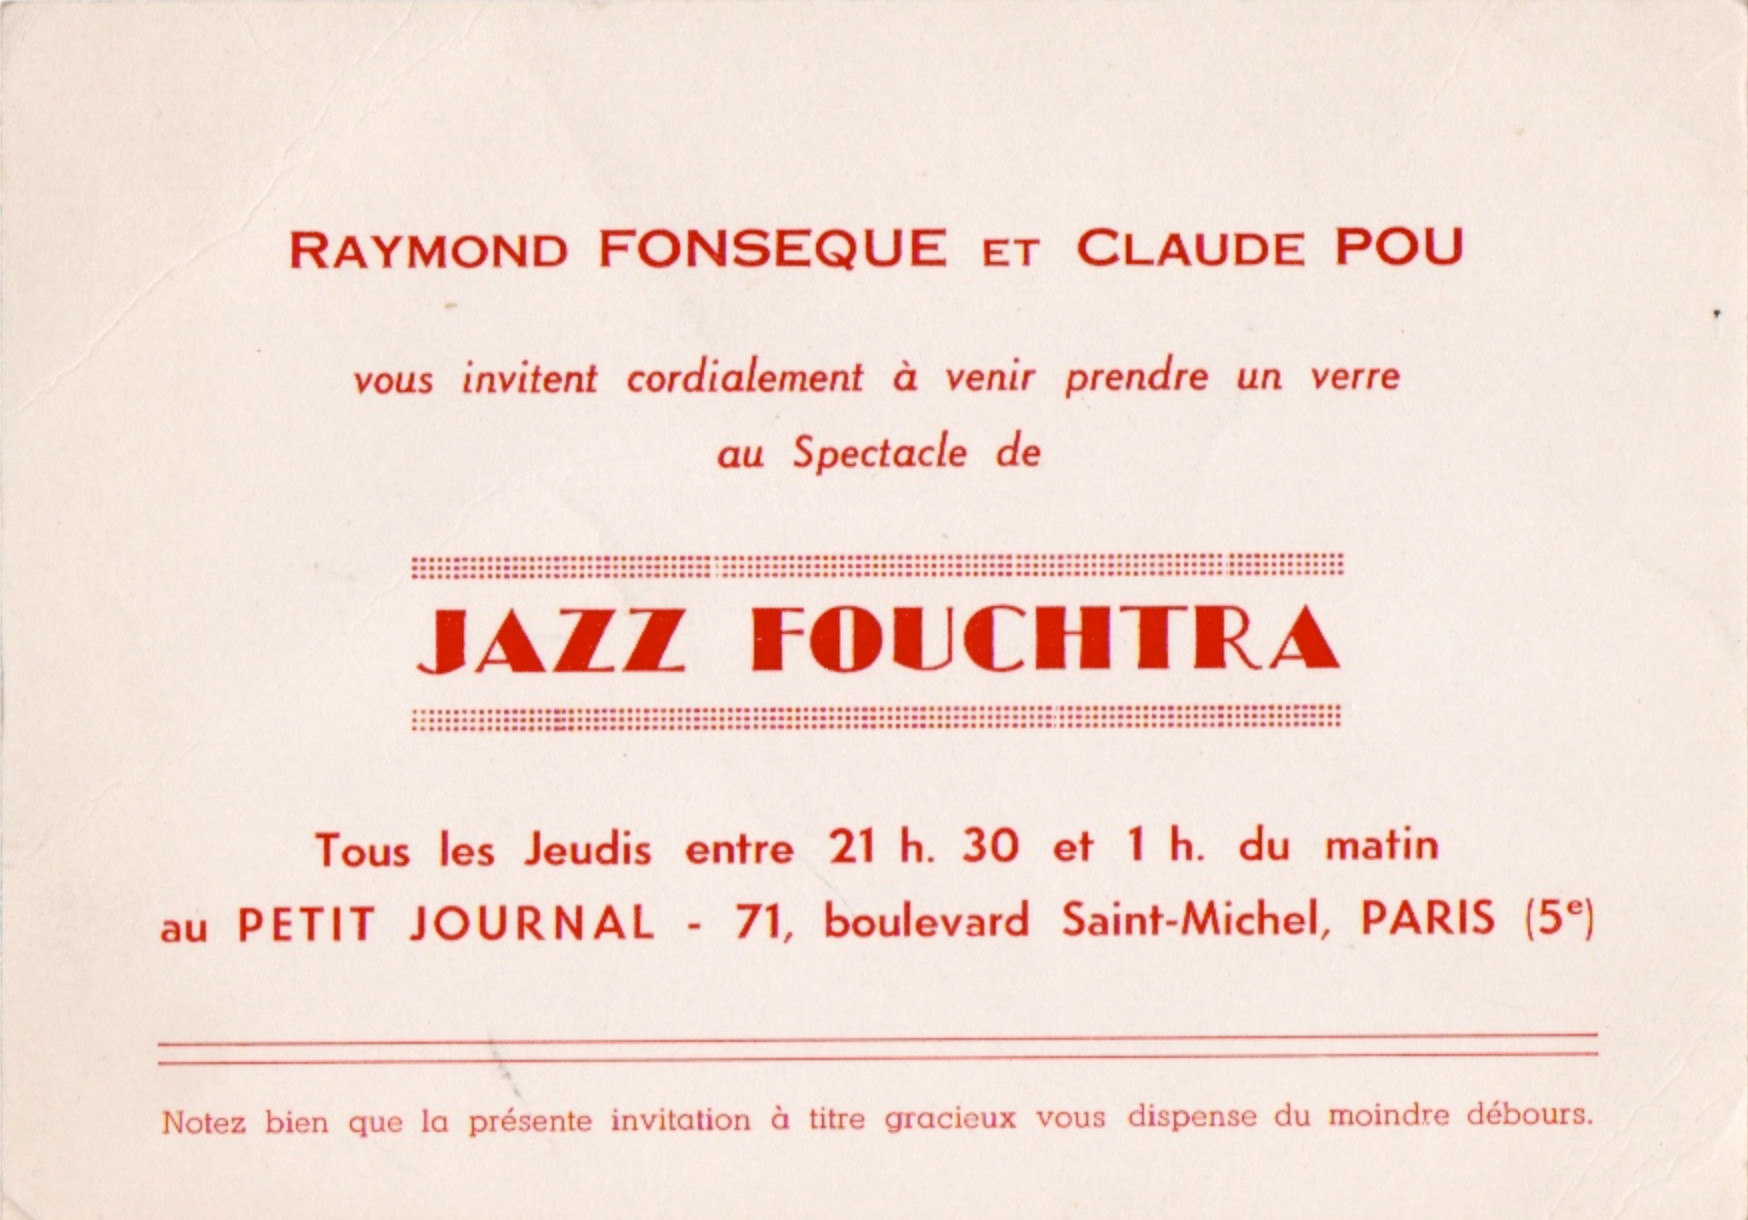 RAYMOND FONSEQUE ET CLAUDE POU
vous invitent cordialement à venir prendre un verre
au Spectacle de
JAZZ FOUCHTRA
Tous les Jeudis entre 21 h. 30 et 1 h. du matin
au PETIT JOURNAL - 71, boulevard Saint-Michel, PARIS (5e)
Notez bien que la présente invitation à titre gracieux vous dispense du moindre débours.